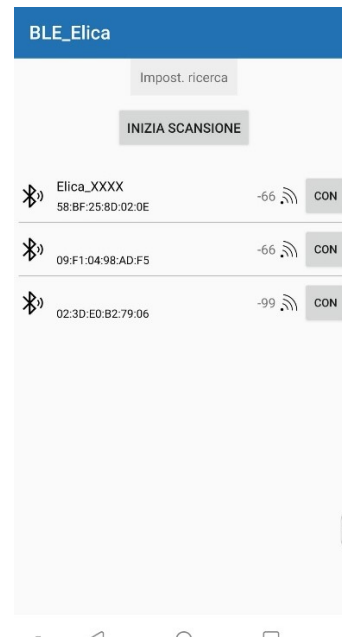 BLE_Elica
Impost. ricerca
INIZIA SCANSIONE
Elica_XXXX
58:BF:25:8D:02:0E
-66
CON
09:F1:04:98:AD:F5
-66
CON
02:3D:E0:B2:79:06
-99
CON